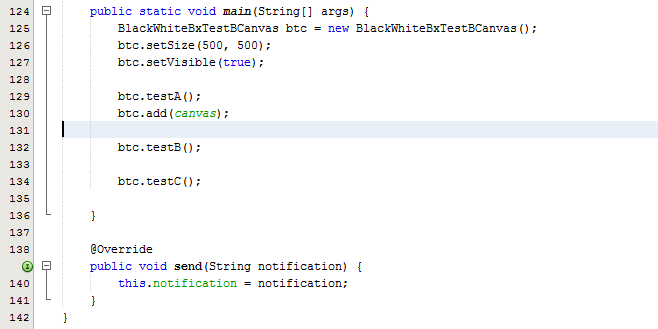 124 public static void main(String[] args) {
125 BlackWhiteBxTestBCanvas btc = new BlackWhiteBxTestBCanvas();
126 btc.setSize(500, 500);
127 btc.setVisible(true);
128
129 btc.testA();
130 btc.add(canvas);
131
132 btc.testB();
133
134 btc.testC();
135
136 }
137
138 @Override
public void send(String notification) {
140 this.notification = notification;
141 }
142 }